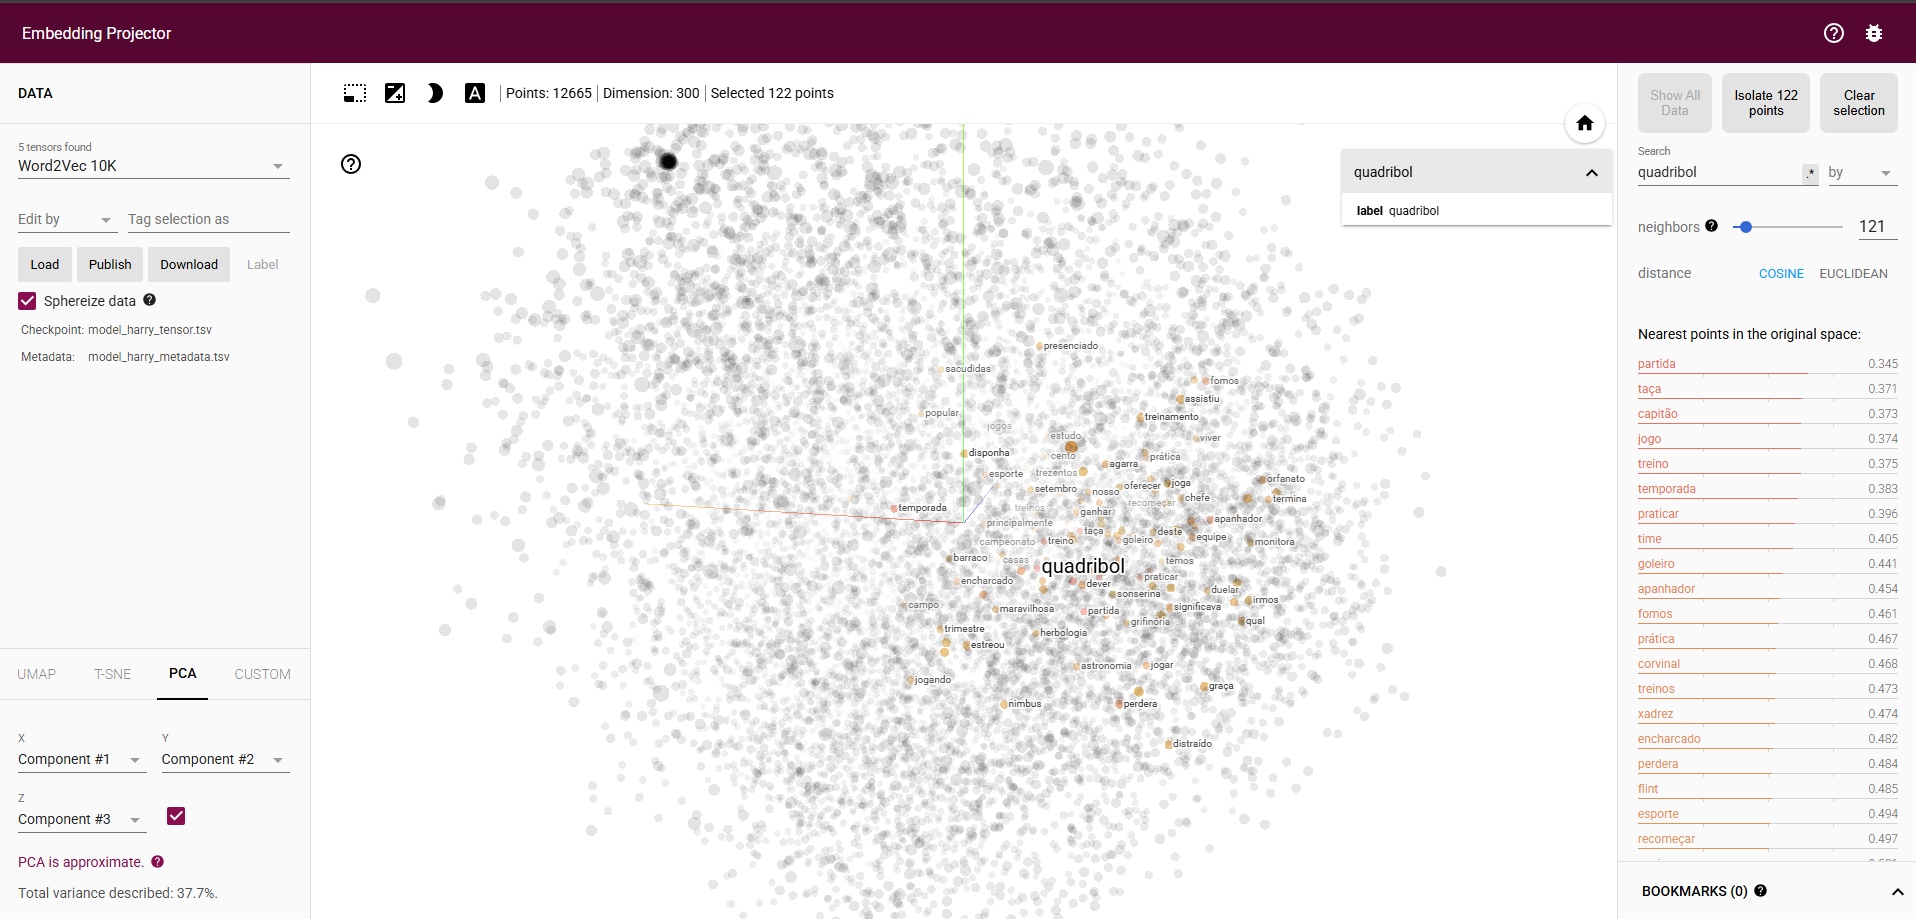 Embedding Projector
DATA
5 tensors found
Word2Vec 10K
Edit by
Tag selection as
Load
Publish
Download
Label
Sphereize data
Checkpoint: model_harry_tensor.tsv
Metadata: model_harry_metadata.tsv
UMAP
T-SNE
PCA
CUSTOM
X
Component #1
Y
Component #2
Z
Component #3
PCA is approximate.
Total variance described: 37.7%.
A
Points: 12665
Dimension: 300
Selected 122 points
quadribol
label quadribol
presenciado
sacudidas
fomos
assistiu
popular
treinamento
jogos
estudo
viver
disponha
cento
prática
agarra
esporte
trezentos
orfanato
setembro
nosso
oferecer
joga
chefe
termina
recomeçar
temporada
treinos
ganhar
principalmente
apanhador
taça
deste
campeonato
treino
goleiro
equipe
monitora
barraco
casas
temos
quadribol
encharcado
dever
praticar
sonserina
duelar
irmos
campo
maravilhosa
partida
significava
grifinória
qual
trimestre
herbologia
estreou
astronomia
jogar
jogando
graça
nimbus
perdera
distraído
Show All Data
Isolate 122 points
Clear selection
Search
quadribol
.*
by
neighbors
121
distance
COSINE
EUCLIDEAN
Nearest points in the original space:
partida 0.345
taça 0.371
capitão 0.373
jogo 0.374
treino 0.375
temporada 0.383
praticar 0.396
time 0.405
goleiro 0.441
apanhador 0.454
fomos 0.461
prática 0.467
corvinal 0.468
treinos 0.473
xadrez 0.474
encharcado 0.482
perdera 0.484
flint 0.485
esporte 0.494
recomeçar 0.497
BOOKMARKS (0)